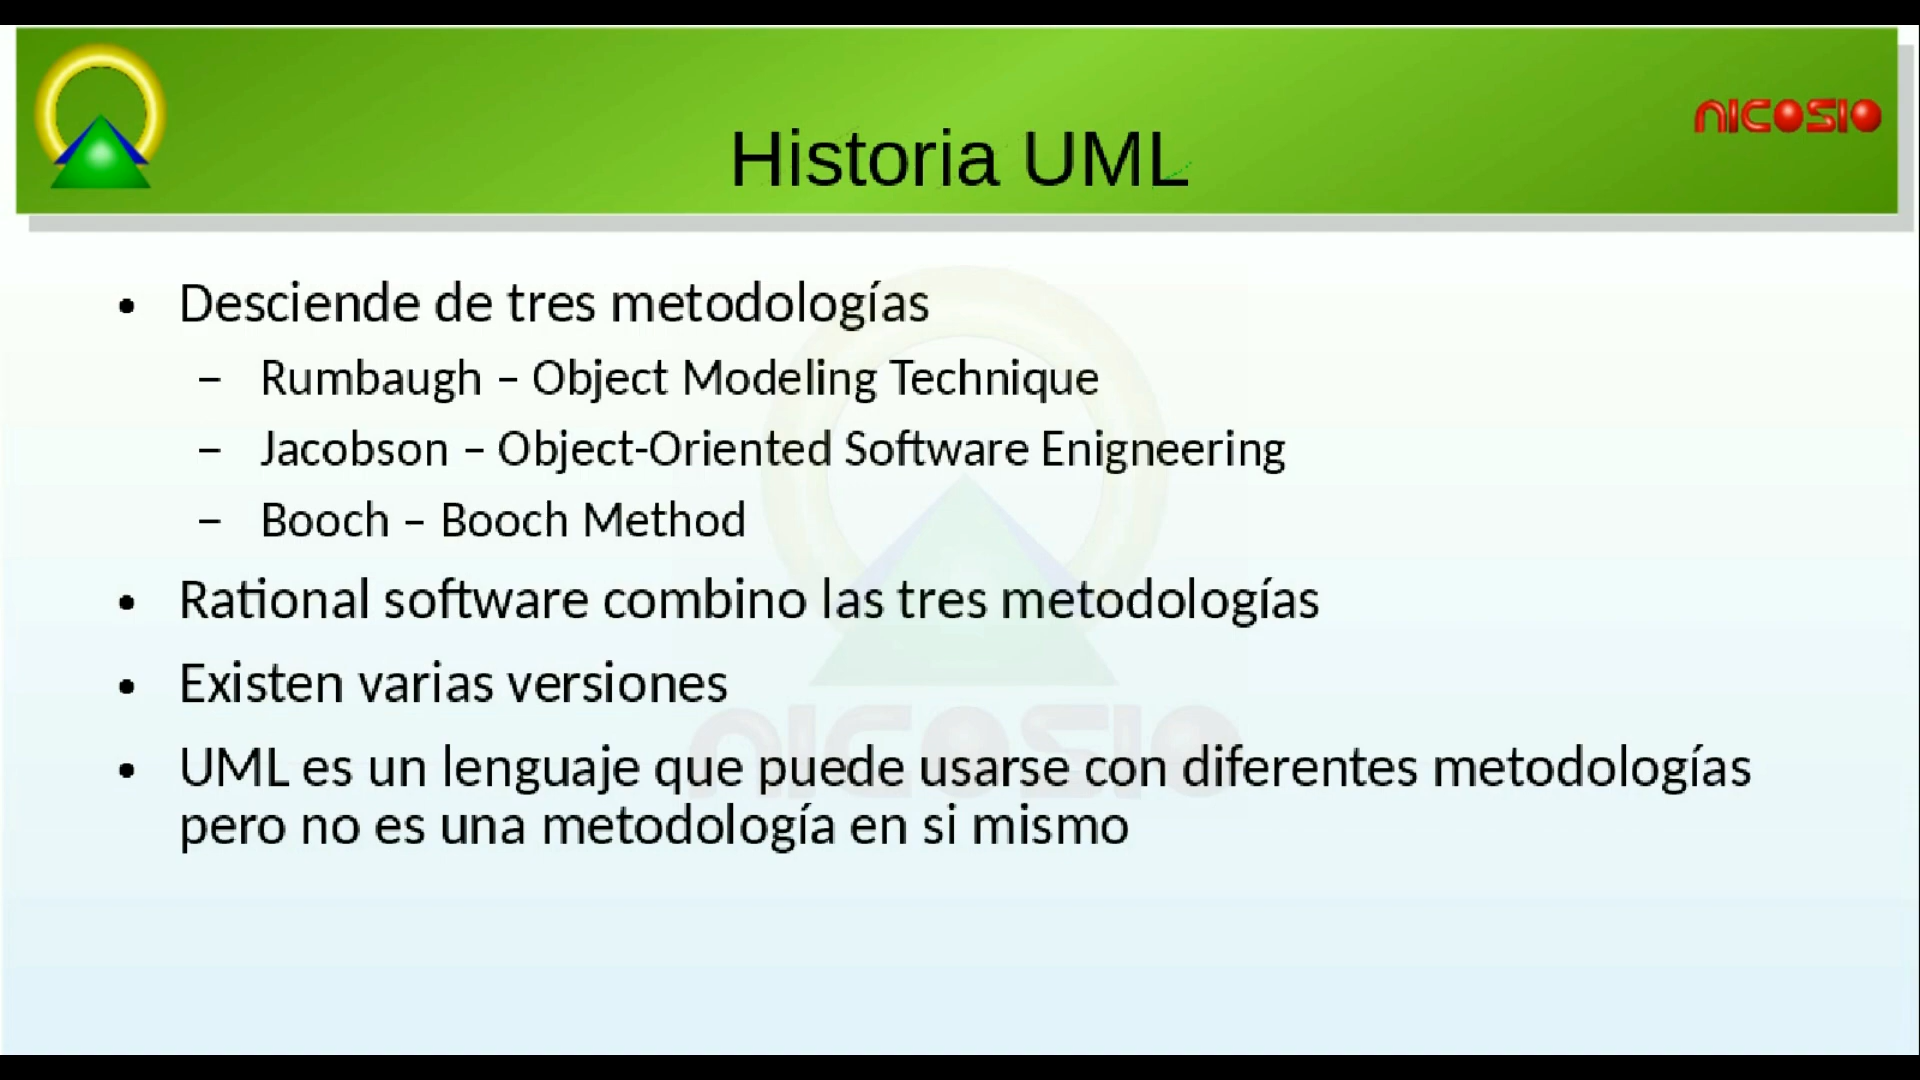 NICOSIO
Historia UML
• Desciende de tres metodologías
– Rumbaugh – Object Modeling Technique
– Jacobson – Object-Oriented Software Enigneering
– Booch – Booch Method
• Rational software combino las tres metodologías
• Existen varias versiones
NICOSIO
• UML es un lenguaje que puede usarse con diferentes metodologías
pero no es una metodología en si mismo